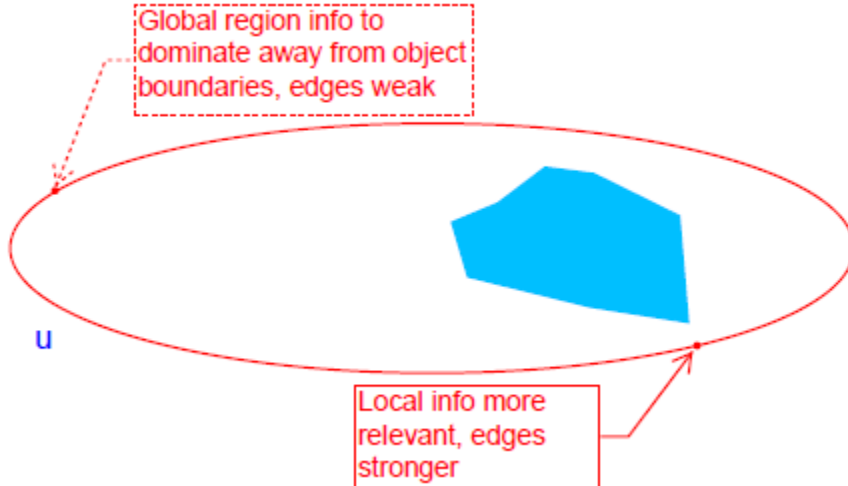 Global region info to
dominate away from object
boundaries, edges weak
u
Local info more
relevant, edges
stronger